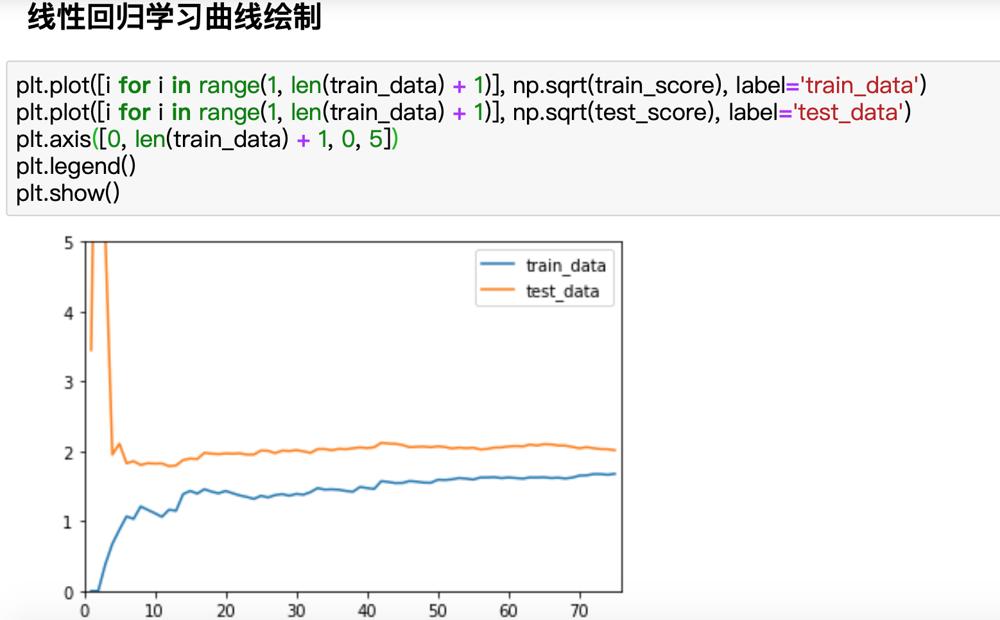 线性回归学习曲线绘制
plt.plot([i for i in range(1, len(train_data) + 1)], np.sqrt(train_score), label='train_data')
plt.plot([i for i in range(1, len(train_data) + 1)], np.sqrt(test_score), label='test_data')
plt.axis([0, len(train_data) + 1, 0, 5])
plt.legend()
plt.show()
5
train_data
test_data
4
3
2
1
0
0 10 20 30 40 50 60 70